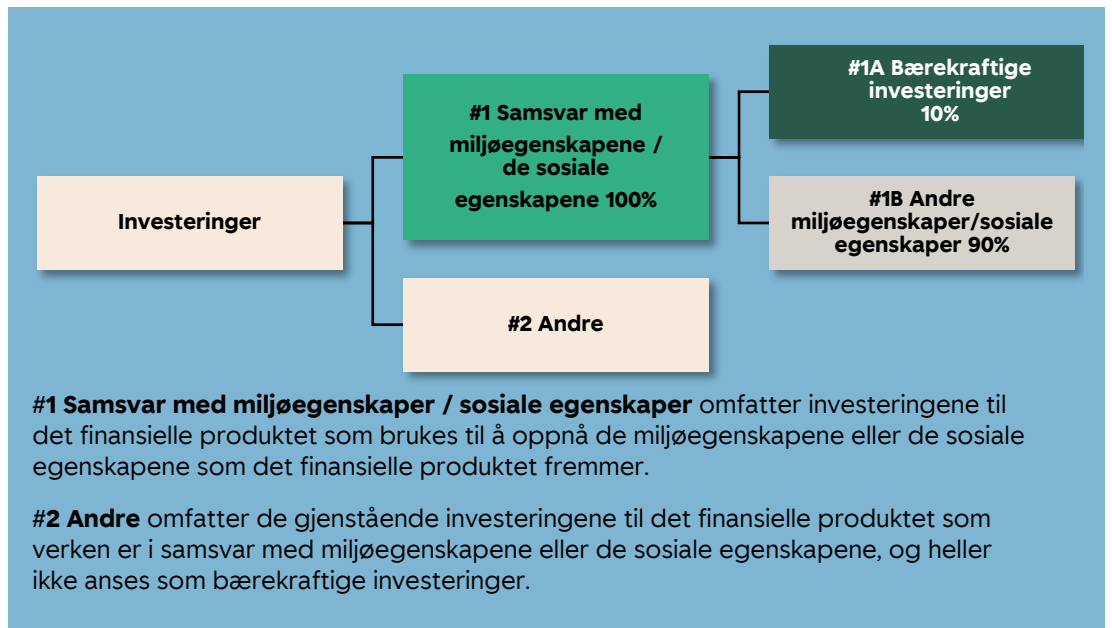 Investeringer
#1 Samsvar med
miljøegenskapene /
de sosiale
egenskapene 100%
#2 Andre
#1A Bærekraftige
investeringer
10%
#1B Andre
miljøegenskaper/sosiale
egenskaper 90%
#1 Samsvar med miljøegenskaper / sosiale egenskaper omfatter investeringene til
det finansielle produktet som brukes til å oppnå de miljøegenskapene eller de sosiale
egenskapene som det finansielle produktet fremmer.
#2 Andre omfatter de gjenstående investeringene til det finansielle produktet som
verken er i samsvar med miljøegenskapene eller de sosiale egenskapene, og heller
ikke anses som bærekraftige investeringer.